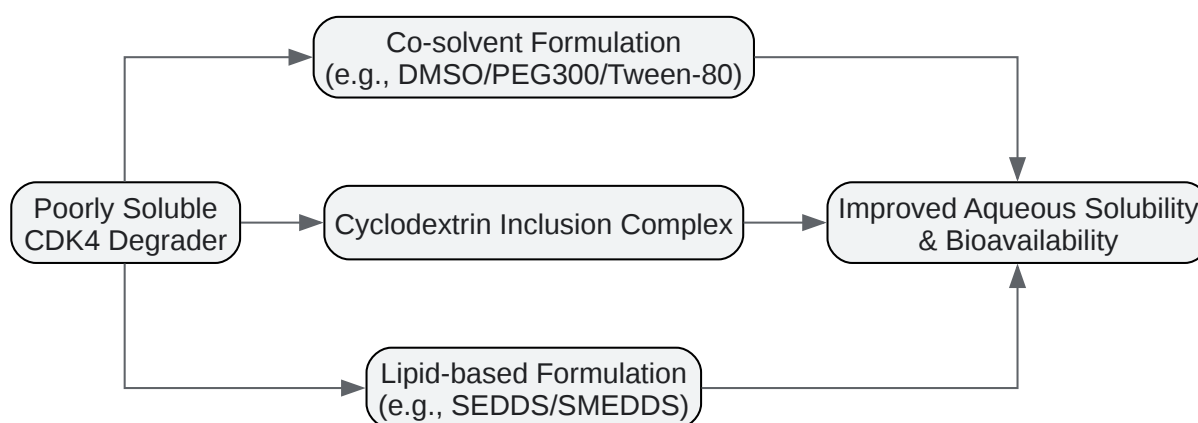 Co-solvent Formulation
(e.g., DMSO/PEG300/Tween-80)
Poorly Soluble
CDK4 Degrader
Cyclodextrin Inclusion Complex
Improved Aqueous Solubility
& Bioavailability
Lipid-based Formulation
(e.g., SEDDS/SMEDDS)